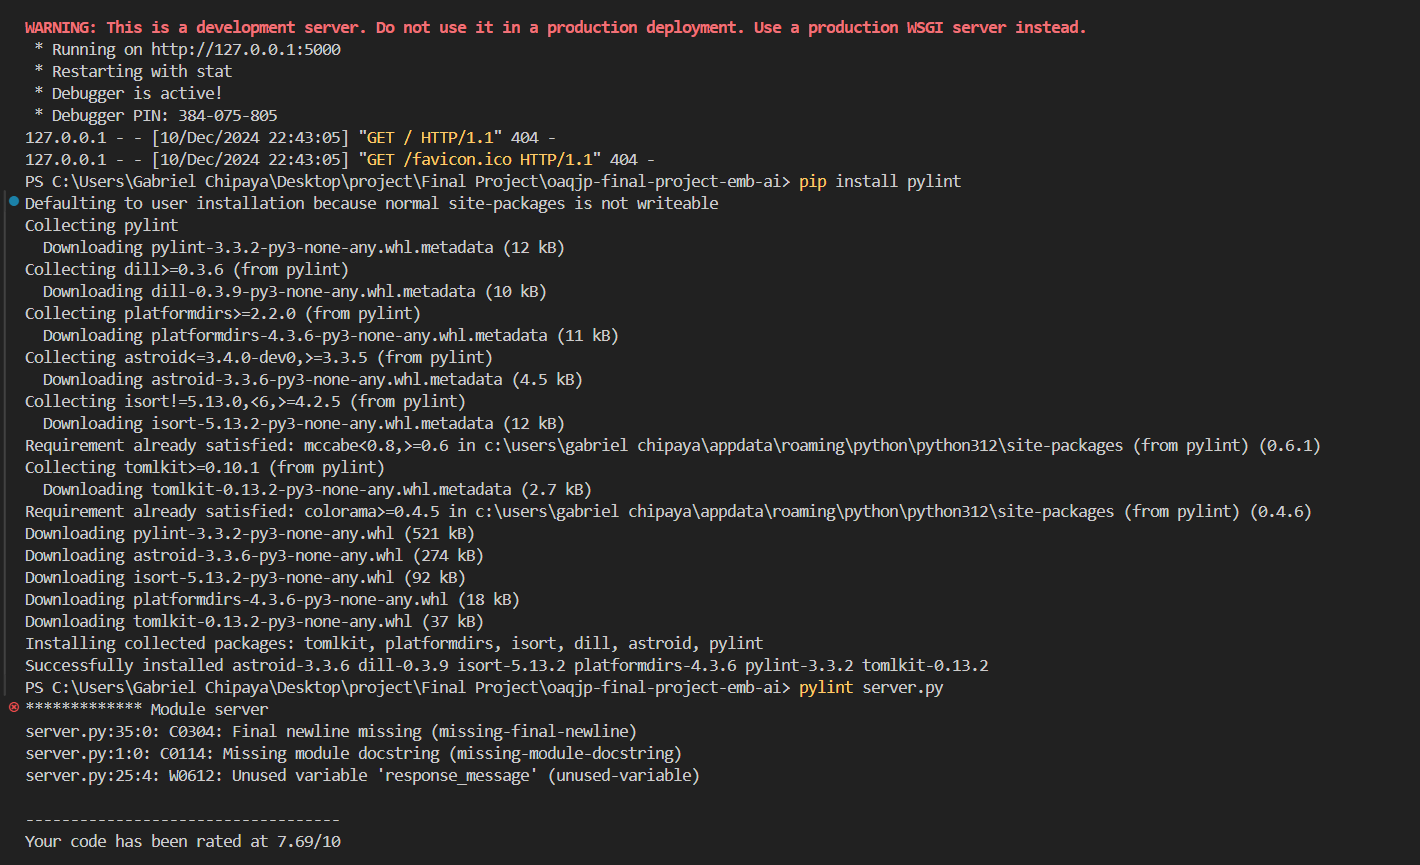 WARNING: This is a development server. Do not use it in a production deployment. Use a production WSGI server instead.
 * Running on http://127.0.0.1:5000
 * Restarting with stat
 * Debugger is active!
 * Debugger PIN: 384-075-805
127.0.0.1 - - [10/Dec/2024 22:43:05] "GET / HTTP/1.1" 404 -
127.0.0.1 - - [10/Dec/2024 22:43:05] "GET /favicon.ico HTTP/1.1" 404 -
PS C:\Users\Gabriel Chipaya\Desktop\project\Final Project\oaqjp-final-project-emb-ai> pip install pylint
Defaulting to user installation because normal site-packages is not writeable
Collecting pylint
  Downloading pylint-3.3.2-py3-none-any.whl.metadata (12 kB)
Collecting dill>=0.3.6 (from pylint)
  Downloading dill-0.3.9-py3-none-any.whl.metadata (10 kB)
Collecting platformdirs>=2.2.0 (from pylint)
  Downloading platformdirs-4.3.6-py3-none-any.whl.metadata (11 kB)
Collecting astroid<=3.4.0-dev0,>=3.3.5 (from pylint)
  Downloading astroid-3.3.6-py3-none-any.whl.metadata (4.5 kB)
Collecting isort!=5.13.0,<6,>=4.2.5 (from pylint)
  Downloading isort-5.13.2-py3-none-any.whl.metadata (12 kB)
Requirement already satisfied: mccabe<0.8,>=0.6 in c:\users\gabriel chipaya\appdata\roaming\python\python312\site-packages (from pylint) (0.6.1)
Collecting tomlkit>=0.10.1 (from pylint)
  Downloading tomlkit-0.13.2-py3-none-any.whl.metadata (2.7 kB)
Requirement already satisfied: colorama>=0.4.5 in c:\users\gabriel chipaya\appdata\roaming\python\python312\site-packages (from pylint) (0.4.6)
Downloading pylint-3.3.2-py3-none-any.whl (521 kB)
Downloading astroid-3.3.6-py3-none-any.whl (274 kB)
Downloading isort-5.13.2-py3-none-any.whl (92 kB)
Downloading platformdirs-4.3.6-py3-none-any.whl (18 kB)
Downloading tomlkit-0.13.2-py3-none-any.whl (37 kB)
Installing collected packages: tomlkit, platformdirs, isort, dill, astroid, pylint
Successfully installed astroid-3.3.6 dill-0.3.9 isort-5.13.2 platformdirs-4.3.6 pylint-3.3.2 tomlkit-0.13.2
PS C:\Users\Gabriel Chipaya\Desktop\project\Final Project\oaqjp-final-project-emb-ai> pylint server.py
************* Module server
server.py:35:0: C0304: Final newline missing (missing-final-newline)
server.py:1:0: C0114: Missing module docstring (missing-module-docstring)
server.py:25:4: W0612: Unused variable 'response_message' (unused-variable)
-----------------------------------
Your code has been rated at 7.69/10